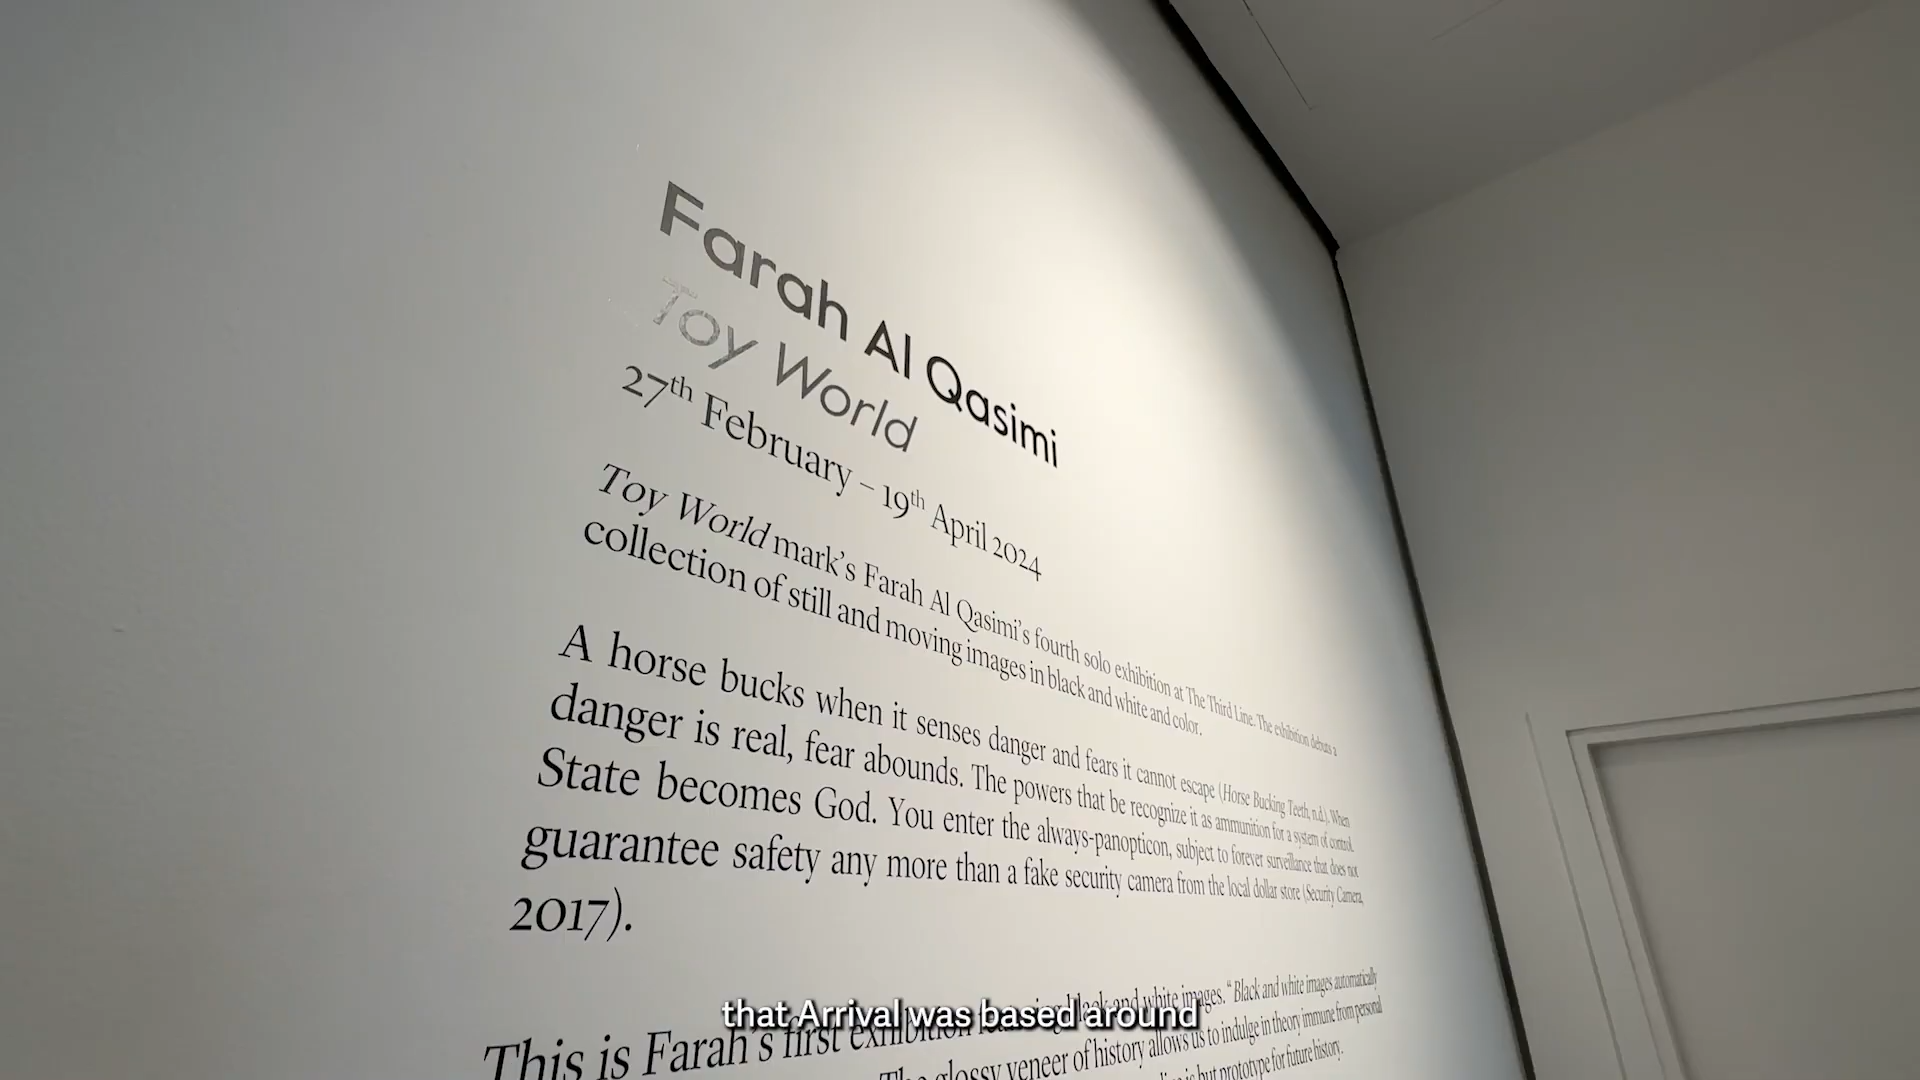 Farah Al Qasimi
Toy World
27th February – 19th April 2024
Toy World mark's Farah Al Qasimi's fourth solo exhibition at The Third Line. The exhibition debuts a
collection of still and moving images in black and white and color.
A horse bucks when it senses danger and fears it cannot escape (Horse Bucking Teeth, n.d.). When
danger is real, fear abounds. The powers that be recognize it as ammunition for a system of control.
State becomes God. You enter the always-panopticon, subject to forever surveillance that does not
guarantee safety any more than a fake security camera from the local dollar store (Security Camera,
2017).
This is Farah's first exhibition black and white images. "Black and white images automatically
glossy veneer of history allows us to indulge in theory immune from personal
is but prototype for future history.
that Arrival was based around